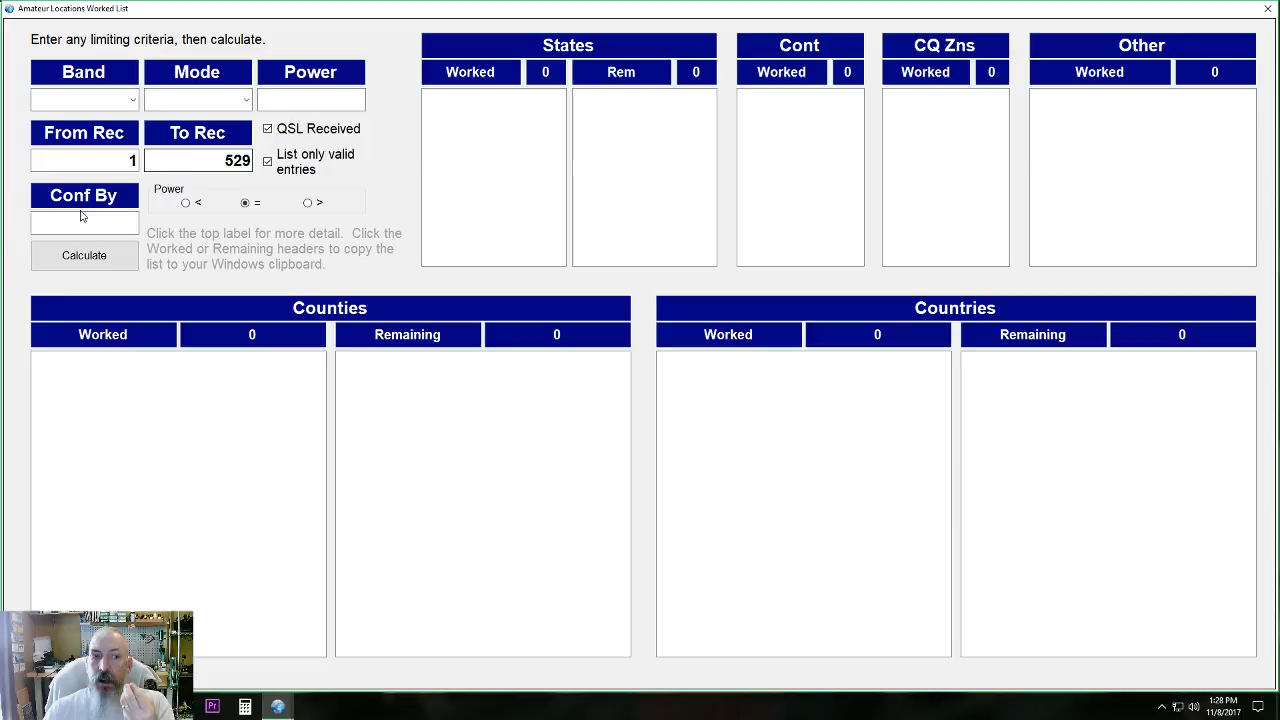 Amateur Locations Worked List
Enter any limiting criteria, then calculate.
Band Mode Power
From Rec To Rec
1 529
QSL Received
List only valid
entries
Conf By
Power
< = >
Calculate
Click the top label for more detail. Click the
Worked or Remaining headers to copy the
list to your Windows clipboard.
States
Worked 0 Rem 0
Cont
Worked 0
CQ Zns
Worked 0
Other
Worked 0
Counties
Worked 0 Remaining 0
Countries
Worked 0 Remaining 0
Pr
1:28 PM
11/8/2017